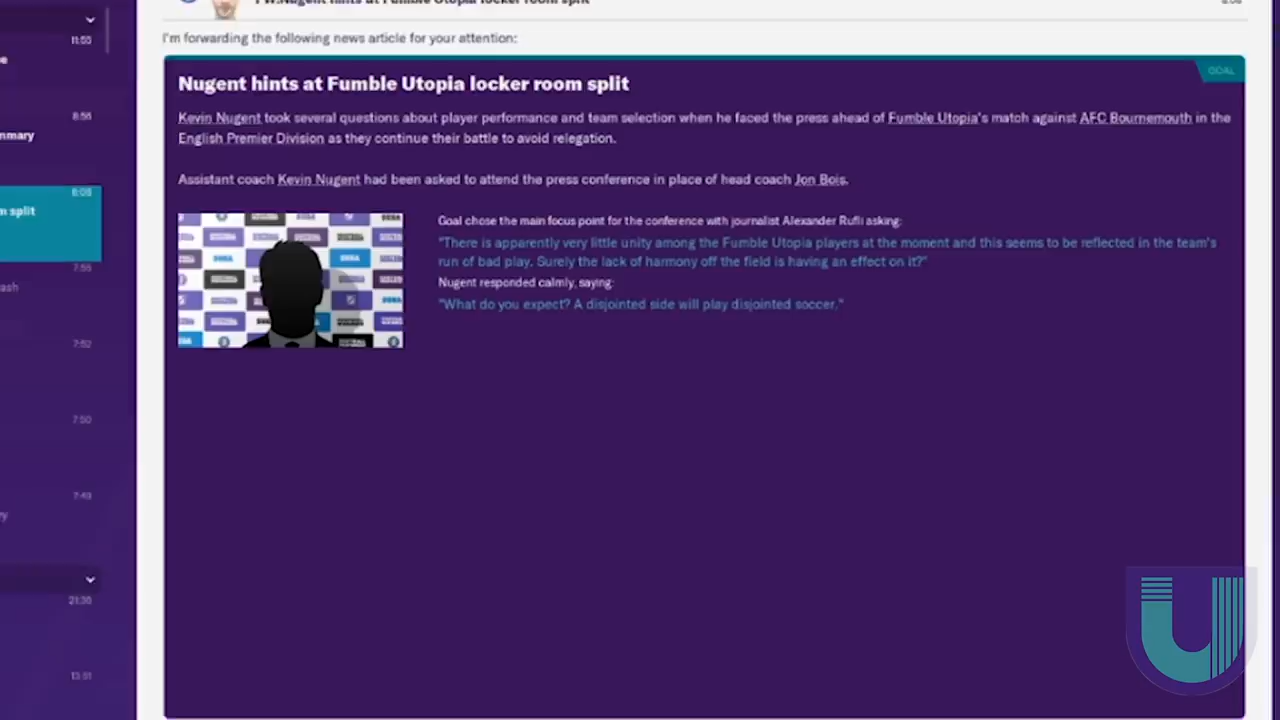 11:55
8:56
nmary
6:08
m split
7:55
ash
7:52
7:50
7:49
21:30
13:51
FW:Nugent hints at Fumble Utopia locker room split
6:08
I'm forwarding the following news article for your attention:
GOAL
Nugent hints at Fumble Utopia locker room split
Kevin Nugent took several questions about player performance and team selection when he faced the press ahead of Fumble Utopia's match against AFC Bournemouth in the
English Premier Division as they continue their battle to avoid relegation.
Assistant coach Kevin Nugent had been asked to attend the press conference in place of head coach Jon Bois.
Goal chose the main focus point for the conference with journalist Alexander Rufli asking:
"There is apparently very little unity among the Fumble Utopia players at the moment and this seems to be reflected in the team's
run of bad play. Surely the lack of harmony off the field is having an effect on it?"
Nugent responded calmly, saying:
"What do you expect? A disjointed side will play disjointed soccer."